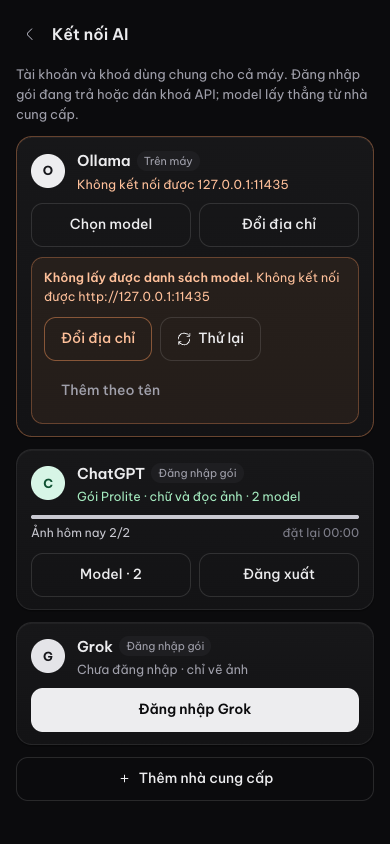 Kết nối AI
Tài khoản và khoá dùng chung cho cả máy. Đăng nhập
gói đang trả hoặc dán khoá API; model lấy thẳng từ nhà
cung cấp.
O
Ollama
Trên máy
Không kết nối được 127.0.0.1:11435
Chọn model
Đổi địa chỉ
Không lấy được danh sách model. Không kết nối
được http://127.0.0.1:11435
Đổi địa chỉ
Thử lại
Thêm theo tên
C
ChatGPT
Đăng nhập gói
Gói Prolite · chữ và đọc ảnh · 2 model
Ảnh hôm nay 2/2
đặt lại 00:00
Model · 2
Đăng xuất
G
Grok
Đăng nhập gói
Chưa đăng nhập · chỉ vẽ ảnh
Đăng nhập Grok
+ Thêm nhà cung cấp